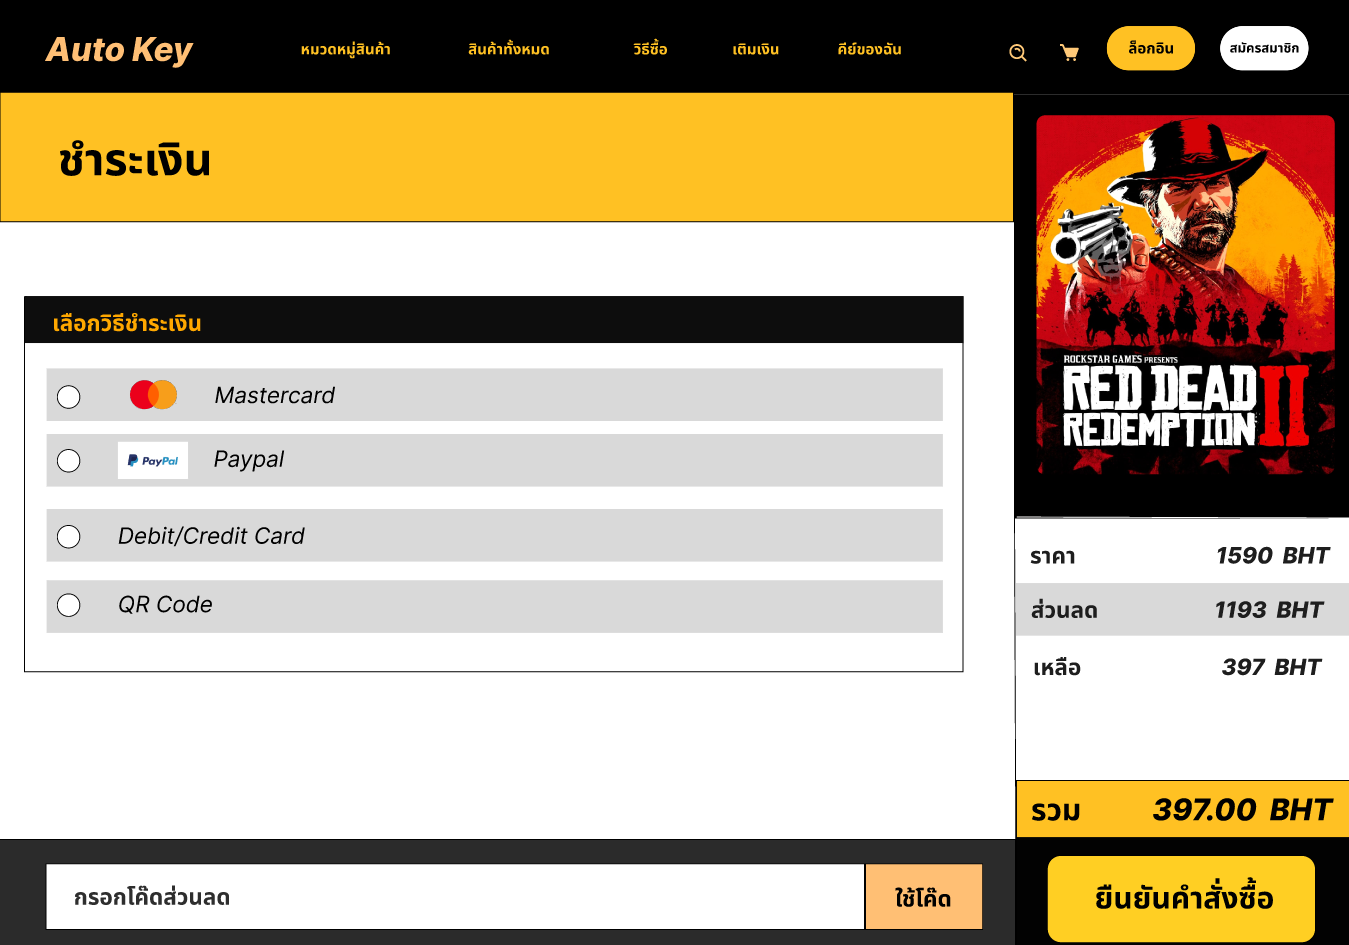 Auto Key
หมวดหมู่สินค้า
สินค้าทั้งหมด
วิธีซื้อ
เติมเงิน
คีย์ของฉัน
ล็อกอิน
สมัครสมาชิก
ชำระเงิน
เลือกวิธีชำระเงิน
Mastercard
PayPal
Paypal
Debit/Credit Card
QR Code
ROCKSTAR GAMES PRESENTS
RED DEAD
REDEMPTION II
ราคา 1590 BHT
ส่วนลด 1193 BHT
เหลือ 397 BHT
รวม 397.00 BHT
กรอกโค๊ดส่วนลด
ใช้โค๊ด
ยืนยันคำสั่งซื้อ